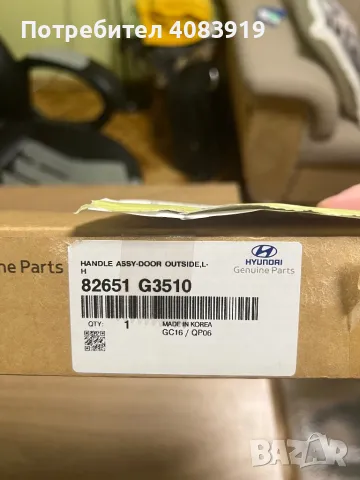 Потребител 4083919
ne Parts
HANDLE ASSY-DOOR OUTSIDE,L-
H
82651 G3510
HYUNDAI
Genuine Parts
QTY: 1
MADE IN KOREA
GC16 / QP06
BAZAR
bg